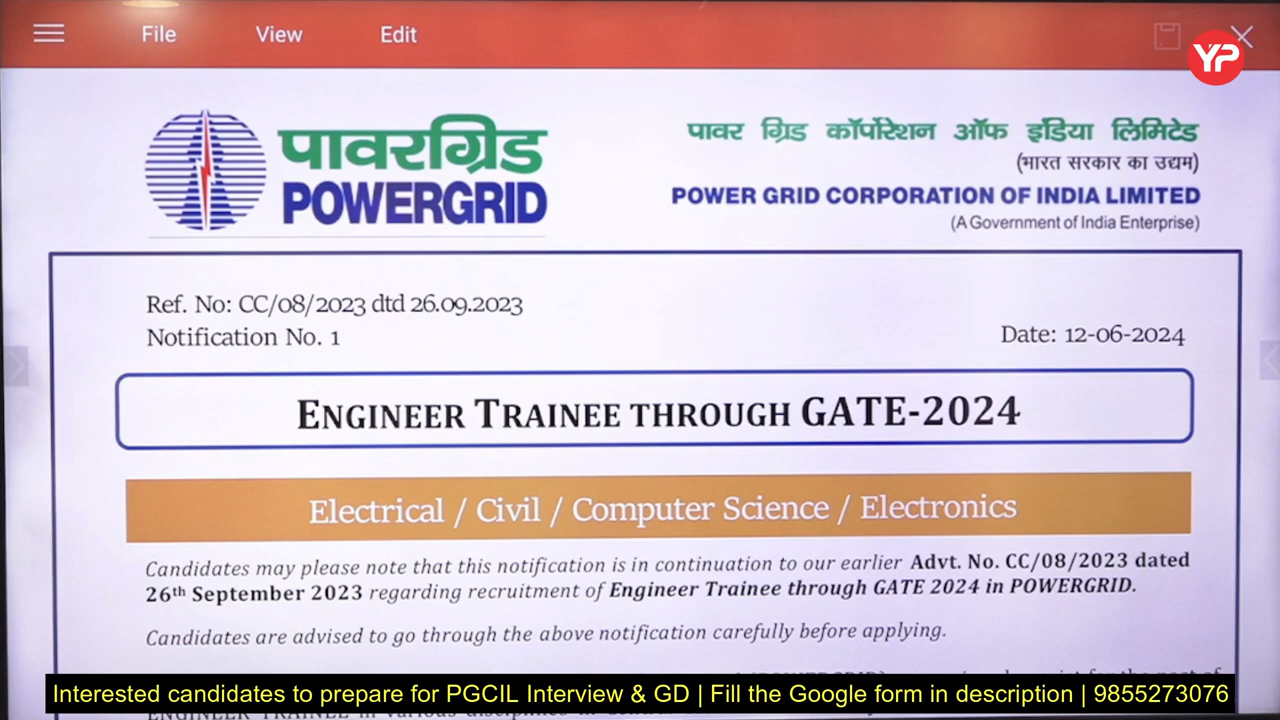 File View Edit
YP
पावरग्रिड
POWERGRID
पावर ग्रिड कॉर्पोरेशन ऑफ इंडिया लिमिटेड
(भारत सरकार का उद्यम)
POWER GRID CORPORATION OF INDIA LIMITED
(A Government of India Enterprise)
Ref. No: CC/08/2023 dtd 26.09.2023
Notification No. 1
Date: 12-06-2024
ENGINEER TRAINEE THROUGH GATE-2024
Electrical / Civil / Computer Science / Electronics
Candidates may please note that this notification is in continuation to our earlier Advt. No. CC/08/2023 dated
26th September 2023 regarding recruitment of Engineer Trainee through GATE 2024 in POWERGRID.
Candidates are advised to go through the above notification carefully before applying.
Interested candidates to prepare for PGCIL Interview & GD | Fill the Google form in description | 9855273076